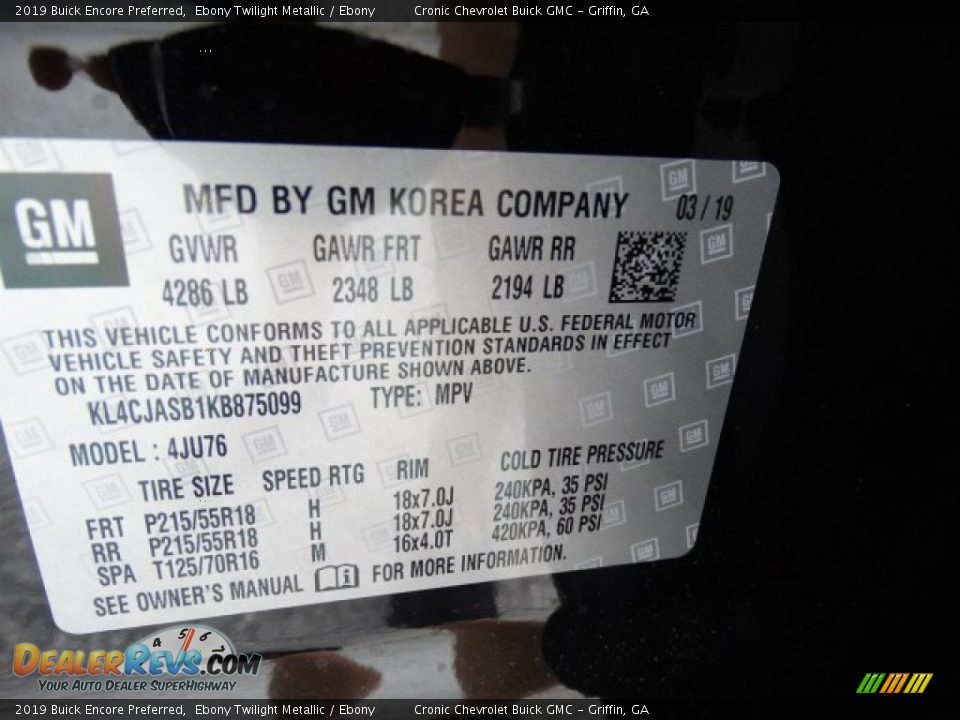 2019 Buick Encore Preferred, Ebony Twilight Metallic / Ebony Cronic Chevrolet Buick GMC – Griffin, GA
MFD BY GM KOREA COMPANY 03/19
GM
GVWR GAWR FRT GAWR RR
4286 LB 2348 LB 2194 LB
THIS VEHICLE CONFORMS TO ALL APPLICABLE U.S. FEDERAL MOTOR
VEHICLE SAFETY AND THEFT PREVENTION STANDARDS IN EFFECT
ON THE DATE OF MANUFACTURE SHOWN ABOVE.
KL4CJASB1KB875099 TYPE: MPV
MODEL : 4JU76
TIRE SIZE SPEED RTG RIM COLD TIRE PRESSURE
FRT P215/55R18 H 18x7.0J 240KPA, 35 PSI
RR P215/55R18 H 18x7.0J 240KPA, 35 PSI
SPA T125/70R16 M 16x4.0T 420KPA, 60 PSI
SEE OWNER'S MANUAL FOR MORE INFORMATION.
4 5 6
DealerRevs.com
Your Auto Dealer SuperHighway
2019 Buick Encore Preferred, Ebony Twilight Metallic / Ebony Cronic Chevrolet Buick GMC – Griffin, GA